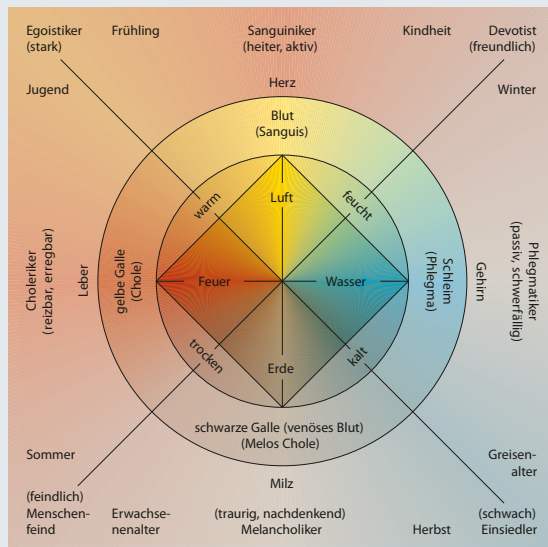 Egoistiker
(stark)
Frühling
Sanguiniker
(heiter, aktiv)
Kindheit
Devotist
(freundlich)
Jugend
Herz
Winter
Blut
(Sanguis)
warm
Luft
feucht
Choleriker
(reizbar, erregbar)
Leber
gelbe Galle
(Chole)
Feuer
Wasser
Schleim
(Phlegma)
Gehirn
Phlegmatiker
(passiv, schwerfällig)
trocken
Erde
kalt
schwarze Galle (venöses Blut)
(Melos Chole)
Sommer
Greisen-
alter
Milz
(feindlich)
Menschen-
feind
Erwachse-
nenalter
(traurig, nachdenkend)
Melancholiker
Herbst
(schwach)
Einsiedler